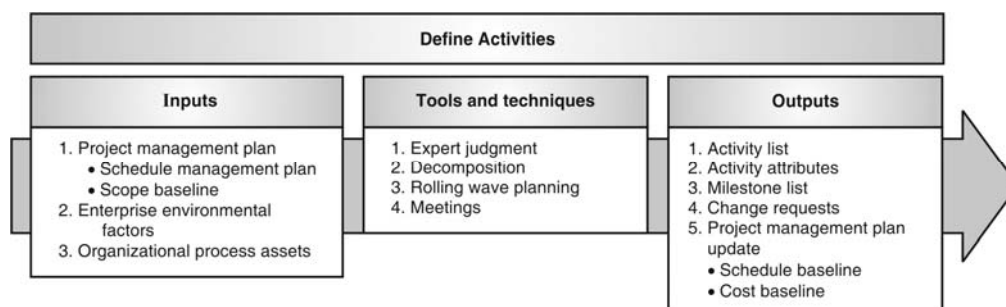 Define Activities
Inputs
1. Project management plan
• Schedule management plan
• Scope baseline
2. Enterprise environmental
factors
3. Organizational process assets
Tools and techniques
1. Expert judgment
2. Decomposition
3. Rolling wave planning
4. Meetings
Outputs
1. Activity list
2. Activity attributes
3. Milestone list
4. Change requests
5. Project management plan
update
• Schedule baseline
• Cost baseline